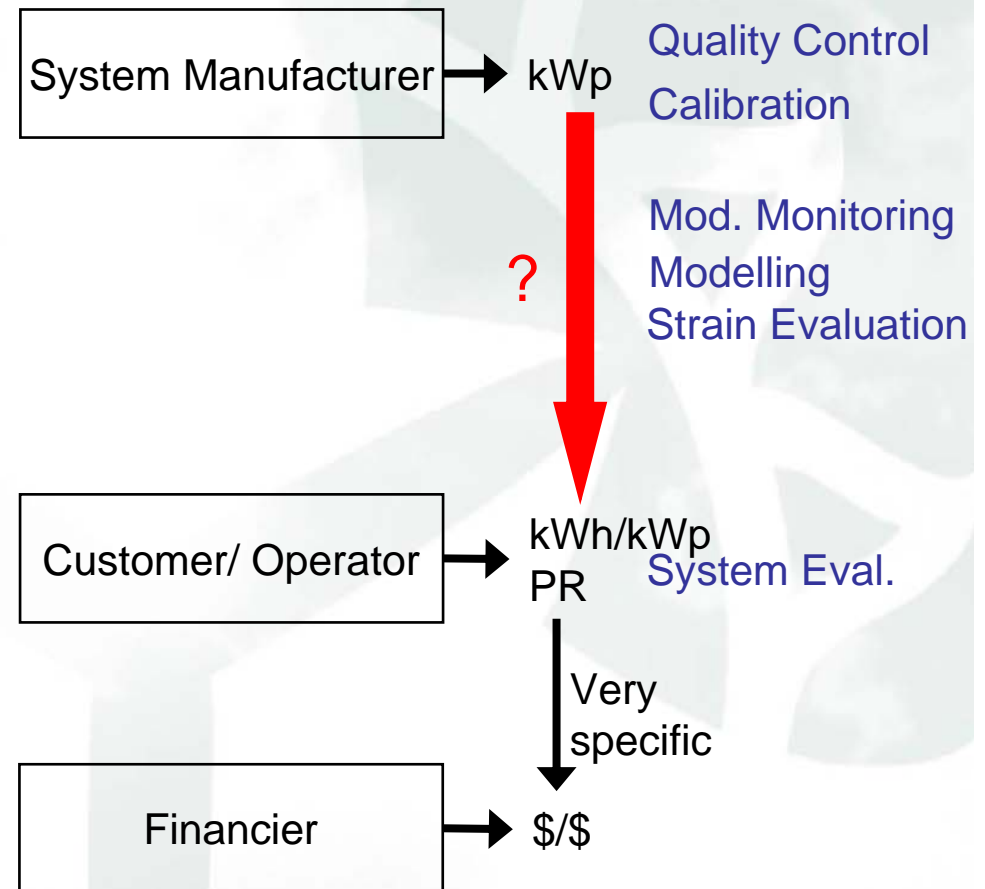 System Manufacturer
kWp
Quality Control
Calibration
?
Mod. Monitoring
Modelling
Strain Evaluation
Customer/ Operator
kWh/kWp
PR
System Eval.
Very
specific
Financier
$/$